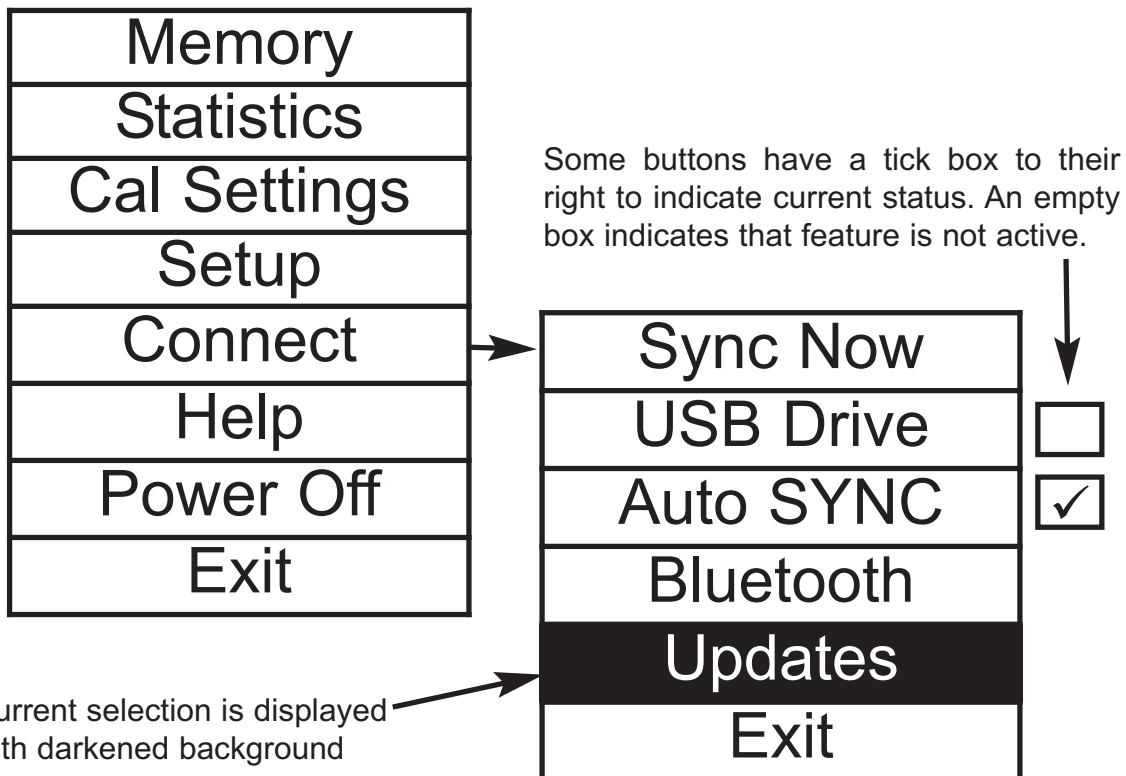 Memory
Statistics
Cal Settings
Setup
Connect
Help
Power Off
Exit
Some buttons have a tick box to their
right to indicate current status. An empty
box indicates that feature is not active.
Sync Now
USB Drive
Auto SYNC
✓
Bluetooth
Updates
Exit
urrent selection is displayed
th darkened background